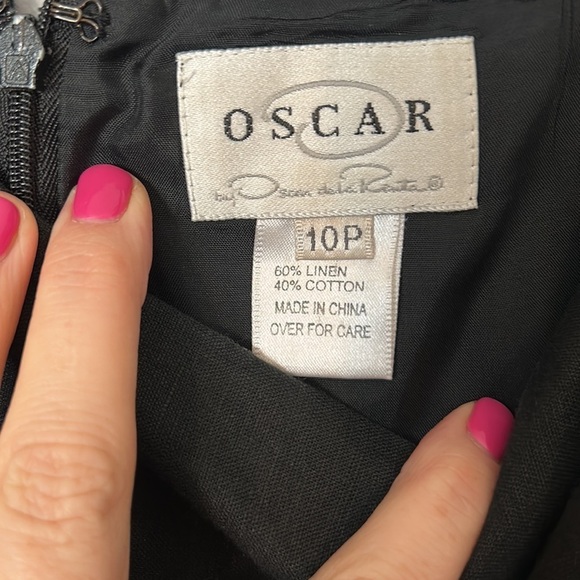 OSCAR
by Oscar de la Renta ®
10P
60% LINEN
40% COTTON
MADE IN CHINA
OVER FOR CARE